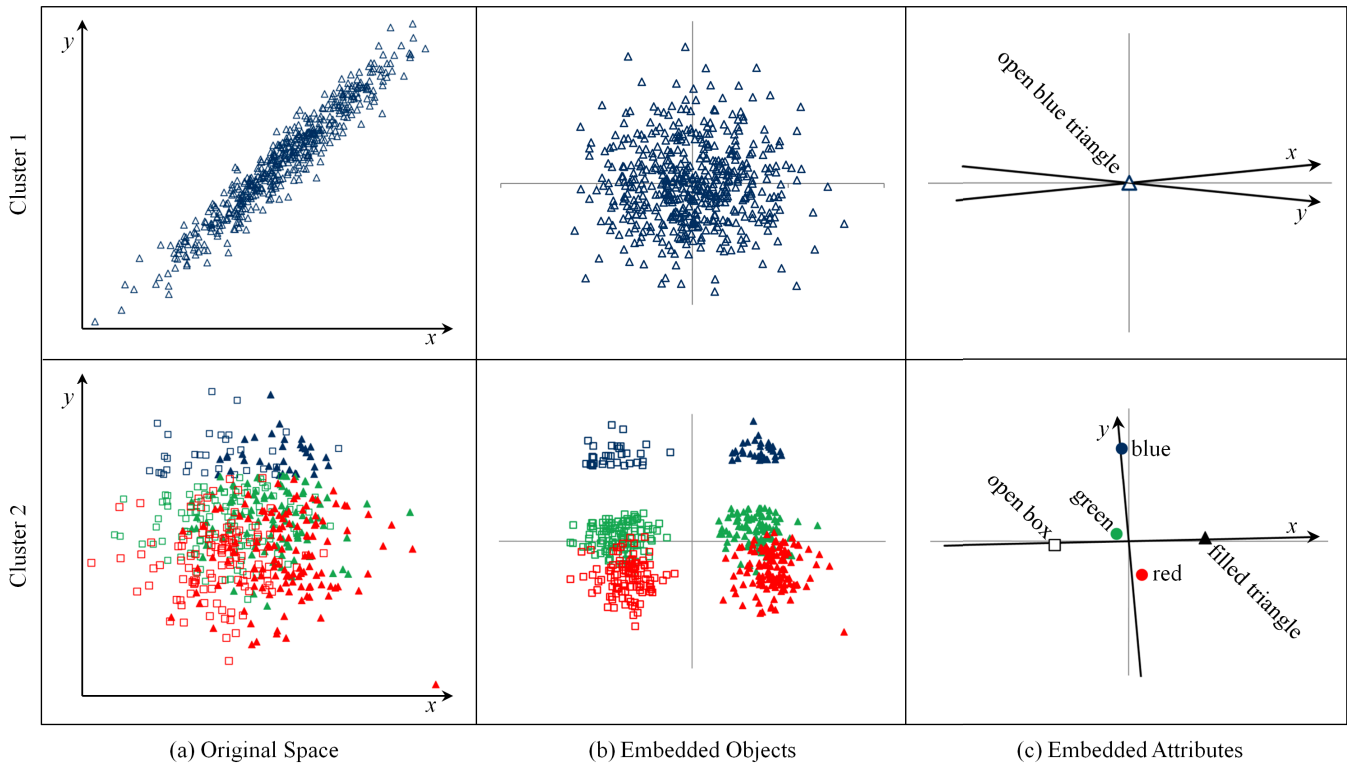 Cluster 1
y
x
open blue triangle
x
y
Cluster 2
y
x
y
blue
green
open box
x
red
filled triangle
(a) Original Space
(b) Embedded Objects
(c) Embedded Attributes